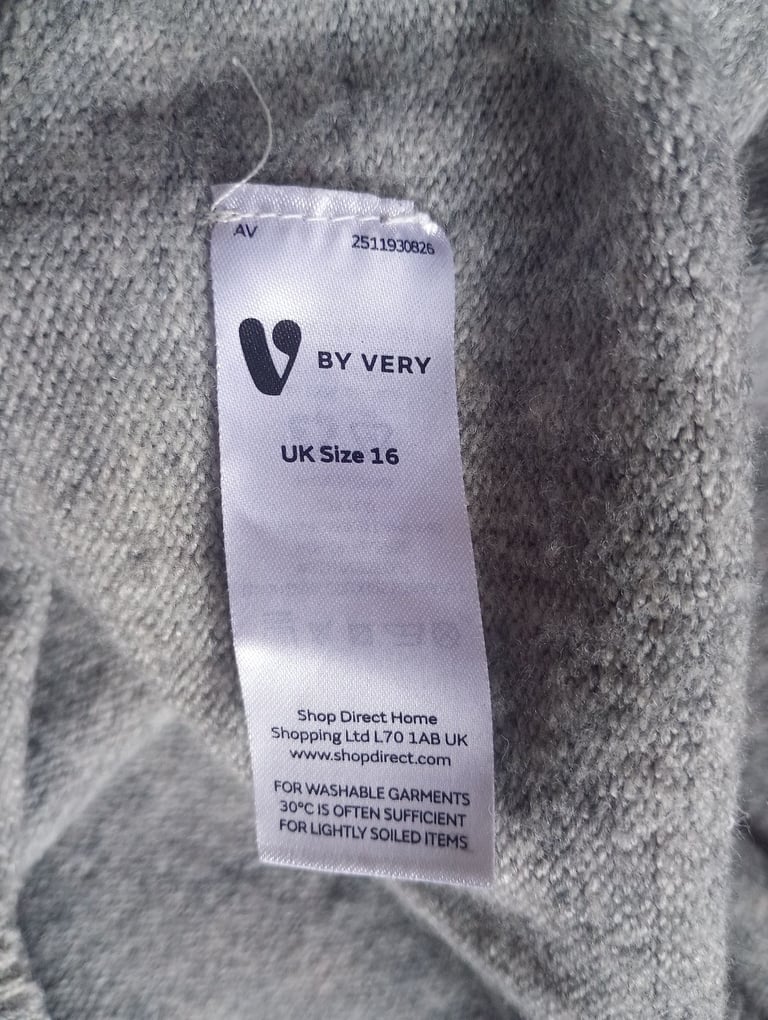 AV 2511930826
V BY VERY
UK Size 16
Shop Direct Home
Shopping Ltd L70 1AB UK
www.shopdirect.com
FOR WASHABLE GARMENTS
30°C IS OFTEN SUFFICIENT
FOR LIGHTLY SOILED ITEMS